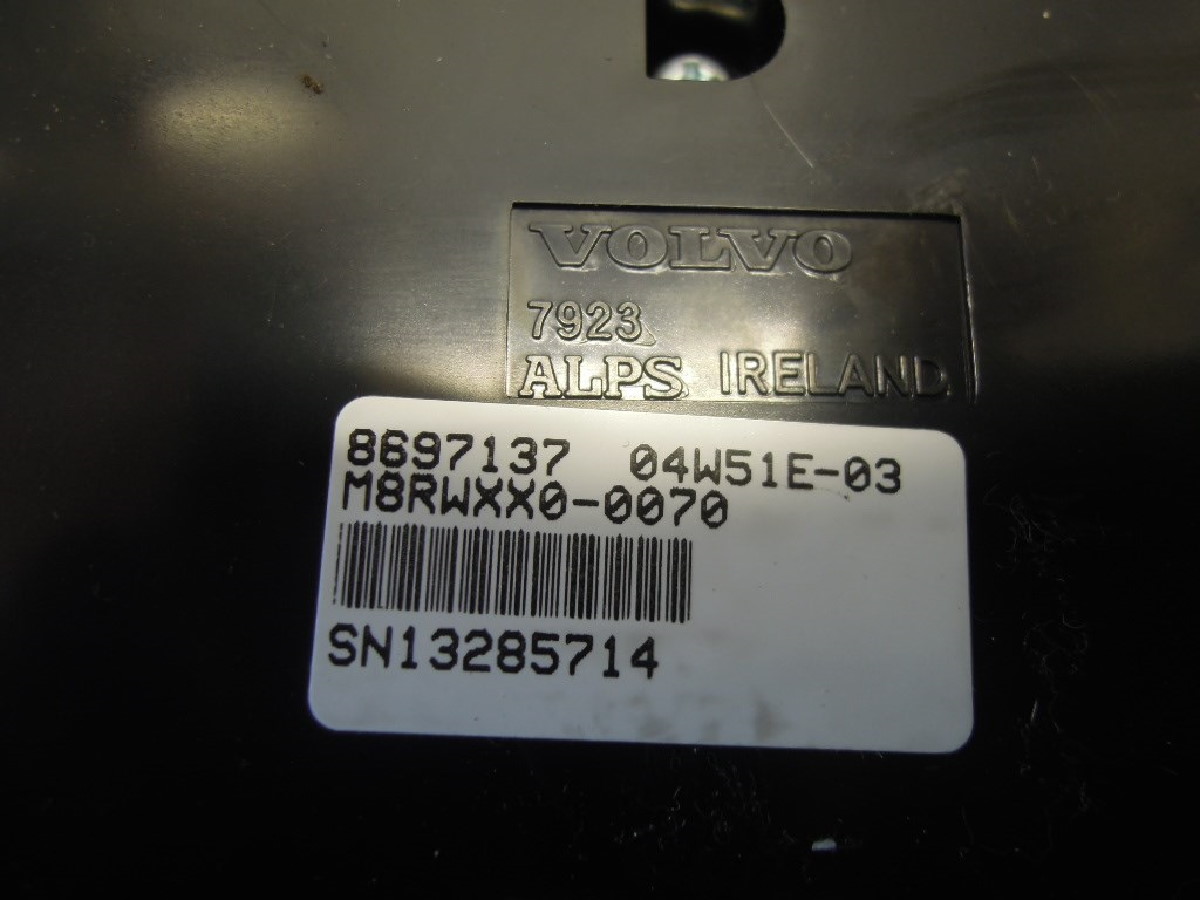 VOLVO
7923
ALPS IRELAND
8697137 04W51E-03
M8RWXX0-0070
SN13285714